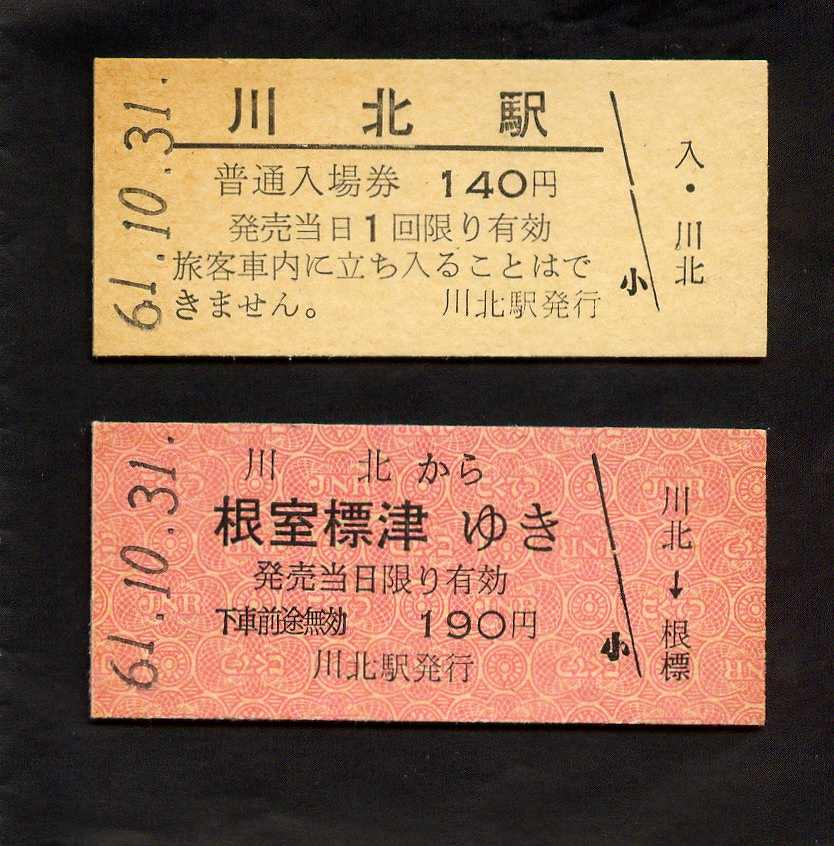 61.10.31.
川北駅
普通入場券 140円
発売当日1回限り有効
旅客車内に立ち入ることはで
きません。 川北駅発行
小
入・川北
61.10.31.
川北から
根室標津 ゆき
発売当日限り有効
下車前途無効 190円
川北駅発行
小
川北→根標